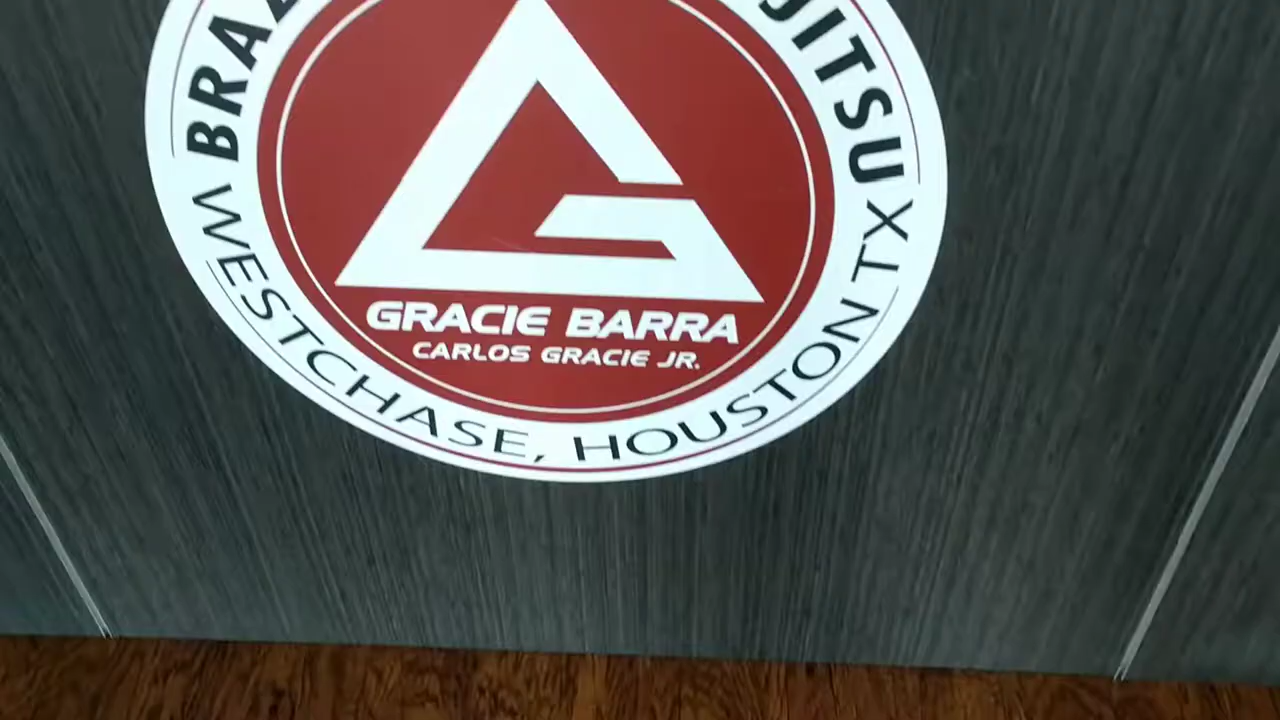 JITSU
GRACIE BARRA
CARLOS GRACIE JR.
WESTCHASE, HOUSTON TX